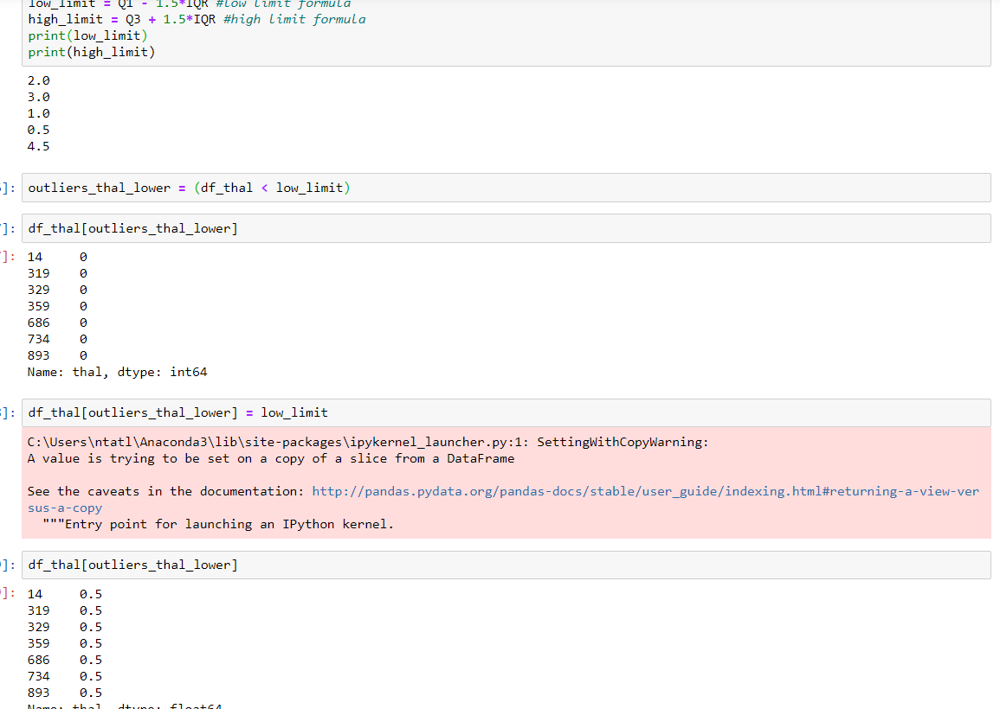 low_limit = Q1 - 1.5*IQR #low limit formula
high_limit = Q3 + 1.5*IQR #high limit formula
print(low_limit)
print(high_limit)
2.0
3.0
1.0
0.5
4.5
]: outliers_thal_lower = (df_thal < low_limit)
]: df_thal[outliers_thal_lower]
]: 14 0
319 0
329 0
359 0
686 0
734 0
893 0
Name: thal, dtype: int64
]: df_thal[outliers_thal_lower] = low_limit
C:\Users\ntatl\Anaconda3\lib\site-packages\ipykernel_launcher.py:1: SettingWithCopyWarning:
A value is trying to be set on a copy of a slice from a DataFrame
See the caveats in the documentation: http://pandas.pydata.org/pandas-docs/stable/user_guide/indexing.html#returning-a-view-ver
sus-a-copy
"""Entry point for launching an IPython kernel.
]: df_thal[outliers_thal_lower]
]: 14 0.5
319 0.5
329 0.5
359 0.5
686 0.5
734 0.5
893 0.5
Name: thal, dtype: float64